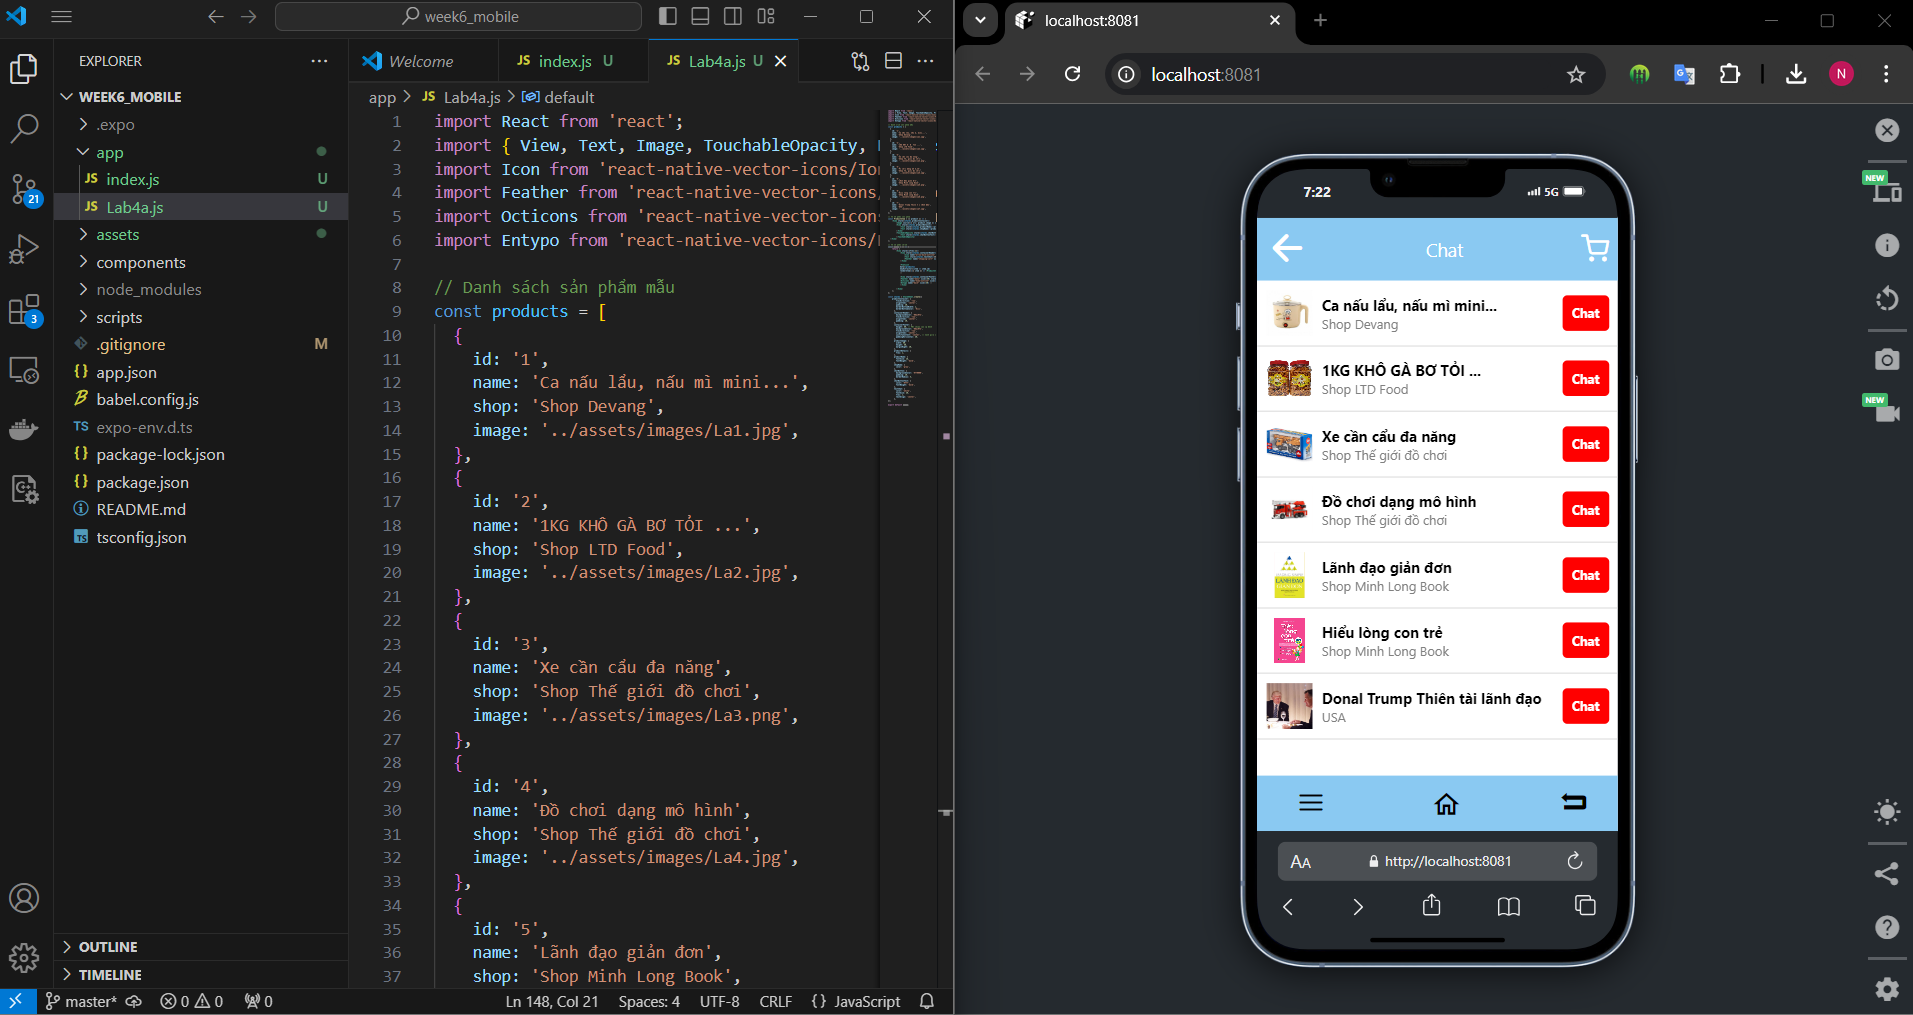 week6_mobile
EXPLORER
WEEK6_MOBILE
.expo
app
JS index.js U
JS Lab4a.js U
assets
components
node_modules
scripts
.gitignore M
{} app.json
babel.config.js
TS expo-env.d.ts
{} package-lock.json
{} package.json
README.md
TS tsconfig.json
OUTLINE
TIMELINE
21
3
Welcome
JS index.js U
JS Lab4a.js U
app > JS Lab4a.js > default
1 import React from 'react';
2 import { View, Text, Image, TouchableOpacity,
3 import Icon from 'react-native-vector-icons/Ion
4 import Feather from 'react-native-vector-icons/
5 import Octicons from 'react-native-vector-icons
6 import Entypo from 'react-native-vector-icons/
7
8 // Danh sách sản phẩm mẫu
9 const products = [
10 {
11 id: '1',
12 name: 'Ca nấu lẩu, nấu mì mini...',
13 shop: 'Shop Devang',
14 image: '../assets/images/La1.jpg',
15 },
16 {
17 id: '2',
18 name: '1KG KHÔ GÀ BƠ TỎI ...',
19 shop: 'Shop LTD Food',
20 image: '../assets/images/La2.jpg',
21 },
22 {
23 id: '3',
24 name: 'Xe cần cẩu đa năng',
25 shop: 'Shop Thế giới đồ chơi',
26 image: '../assets/images/La3.png',
27 },
28 {
29 id: '4',
30 name: 'Đồ chơi dạng mô hình',
31 shop: 'Shop Thế giới đồ chơi',
32 image: '../assets/images/La4.jpg',
33 },
34 {
35 id: '5',
36 name: 'Lãnh đạo giản đơn',
37 shop: 'Shop Minh Long Book',
master* 0 0 0
Ln 148, Col 21 Spaces: 4 UTF-8 CRLF {} JavaScript
localhost:8081
localhost:8081
N
NEW
NEW
7:22
5G
Chat
Ca nấu lẩu, nấu mì mini...
Shop Devang
Chat
1KG KHÔ GÀ BƠ TỎI ...
Shop LTD Food
Chat
Xe cần cẩu đa năng
Shop Thế giới đồ chơi
Chat
Đồ chơi dạng mô hình
Shop Thế giới đồ chơi
Chat
Lãnh đạo giản đơn
Shop Minh Long Book
Chat
Hiểu lòng con trẻ
Shop Minh Long Book
Chat
Donal Trump Thiên tài lãnh đạo
USA
Chat
AA http://localhost:8081